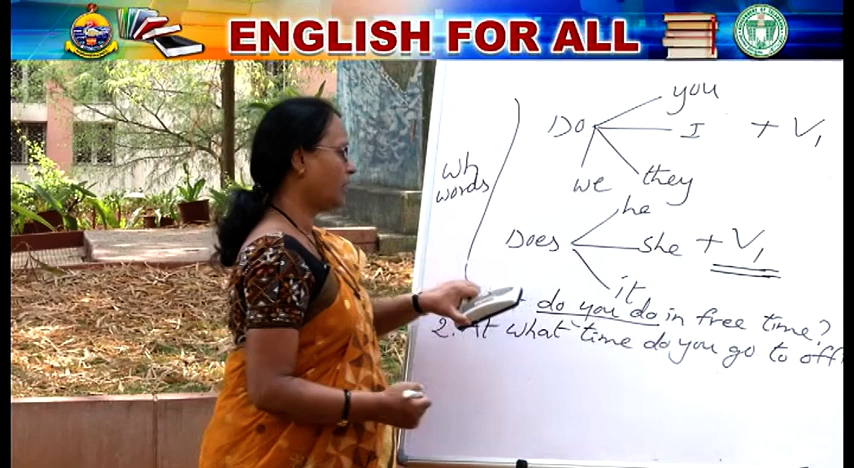 ENGLISH FOR ALL
you
Do I + V1
we they
wh
words
he
Does she + V1
it
do you do in free time?
2. At what time do you go to off